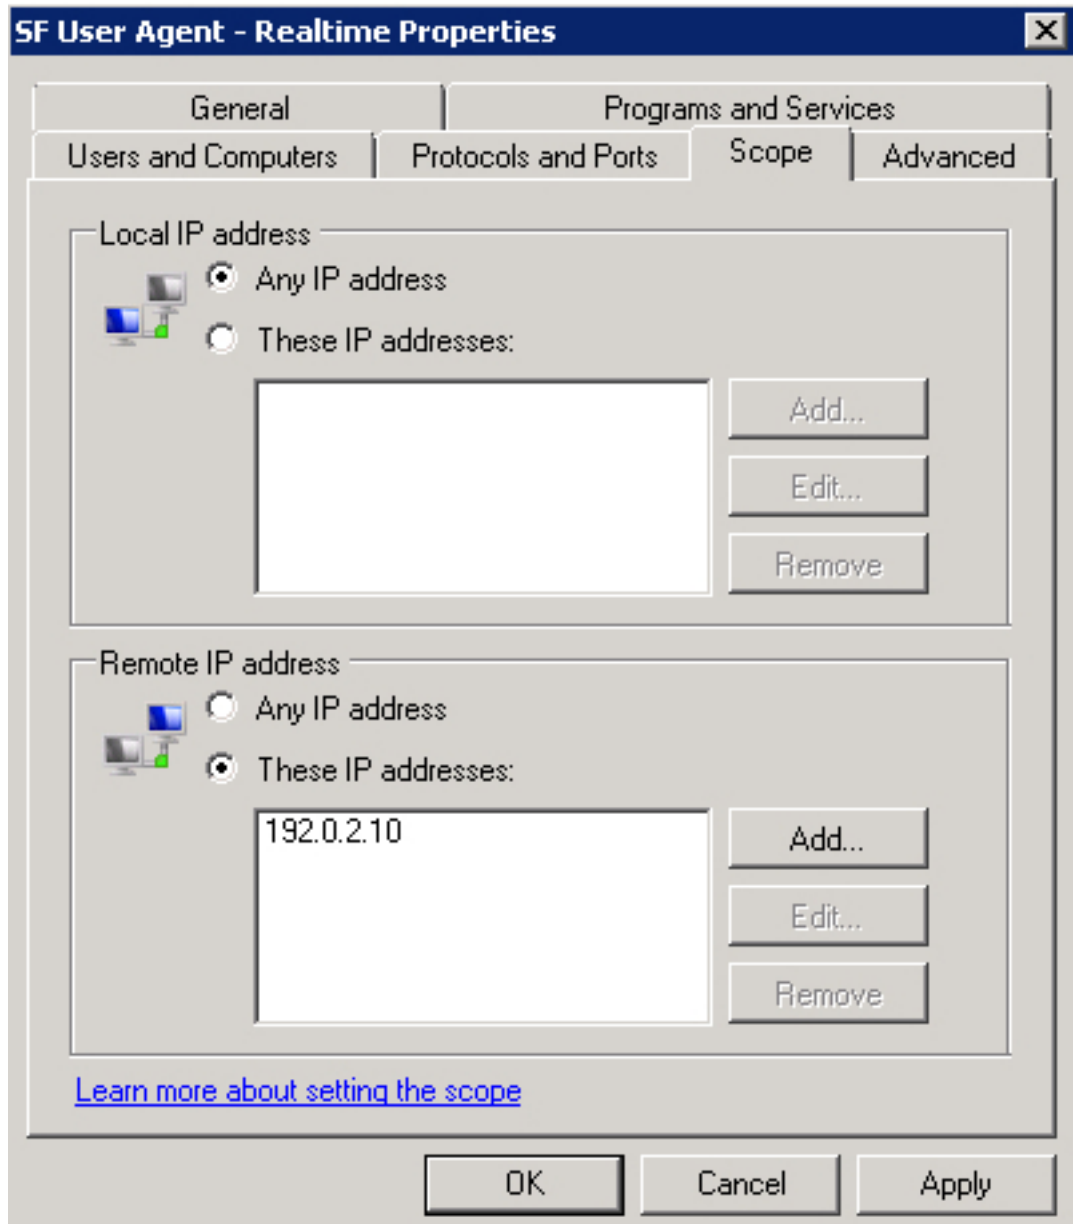 SF User Agent - Realtime Properties
General
Programs and Services
Users and Computers
Protocols and Ports
Scope
Advanced
Local IP address
Any IP address
These IP addresses:
Add...
Edit...
Remove
Remote IP address
Any IP address
These IP addresses:
192.0.2.10
Add...
Edit...
Remove
Learn more about setting the scope
OK
Cancel
Apply